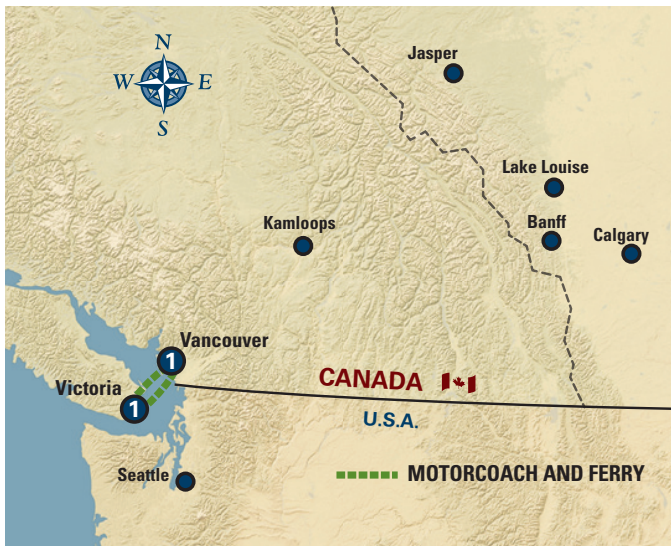 N
W
E
S
Jasper
Lake Louise
Kamloops
Banff
Calgary
Vancouver
1
Victoria
1
CANADA
U.S.A.
Seattle
MOTORCOACH AND FERRY